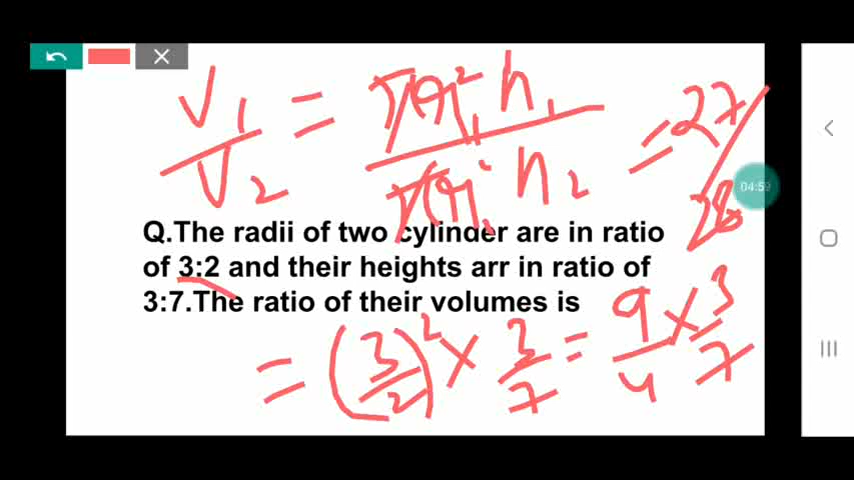 V1/V2 = πr1²h1/πr2²h2 = 27/28
04:59
Q.The radii of two cylinder are in ratio
of 3:2 and their heights arr in ratio of
3:7.The ratio of their volumes is
= (3/2)² × 3/7 = 9/4 × 3/7